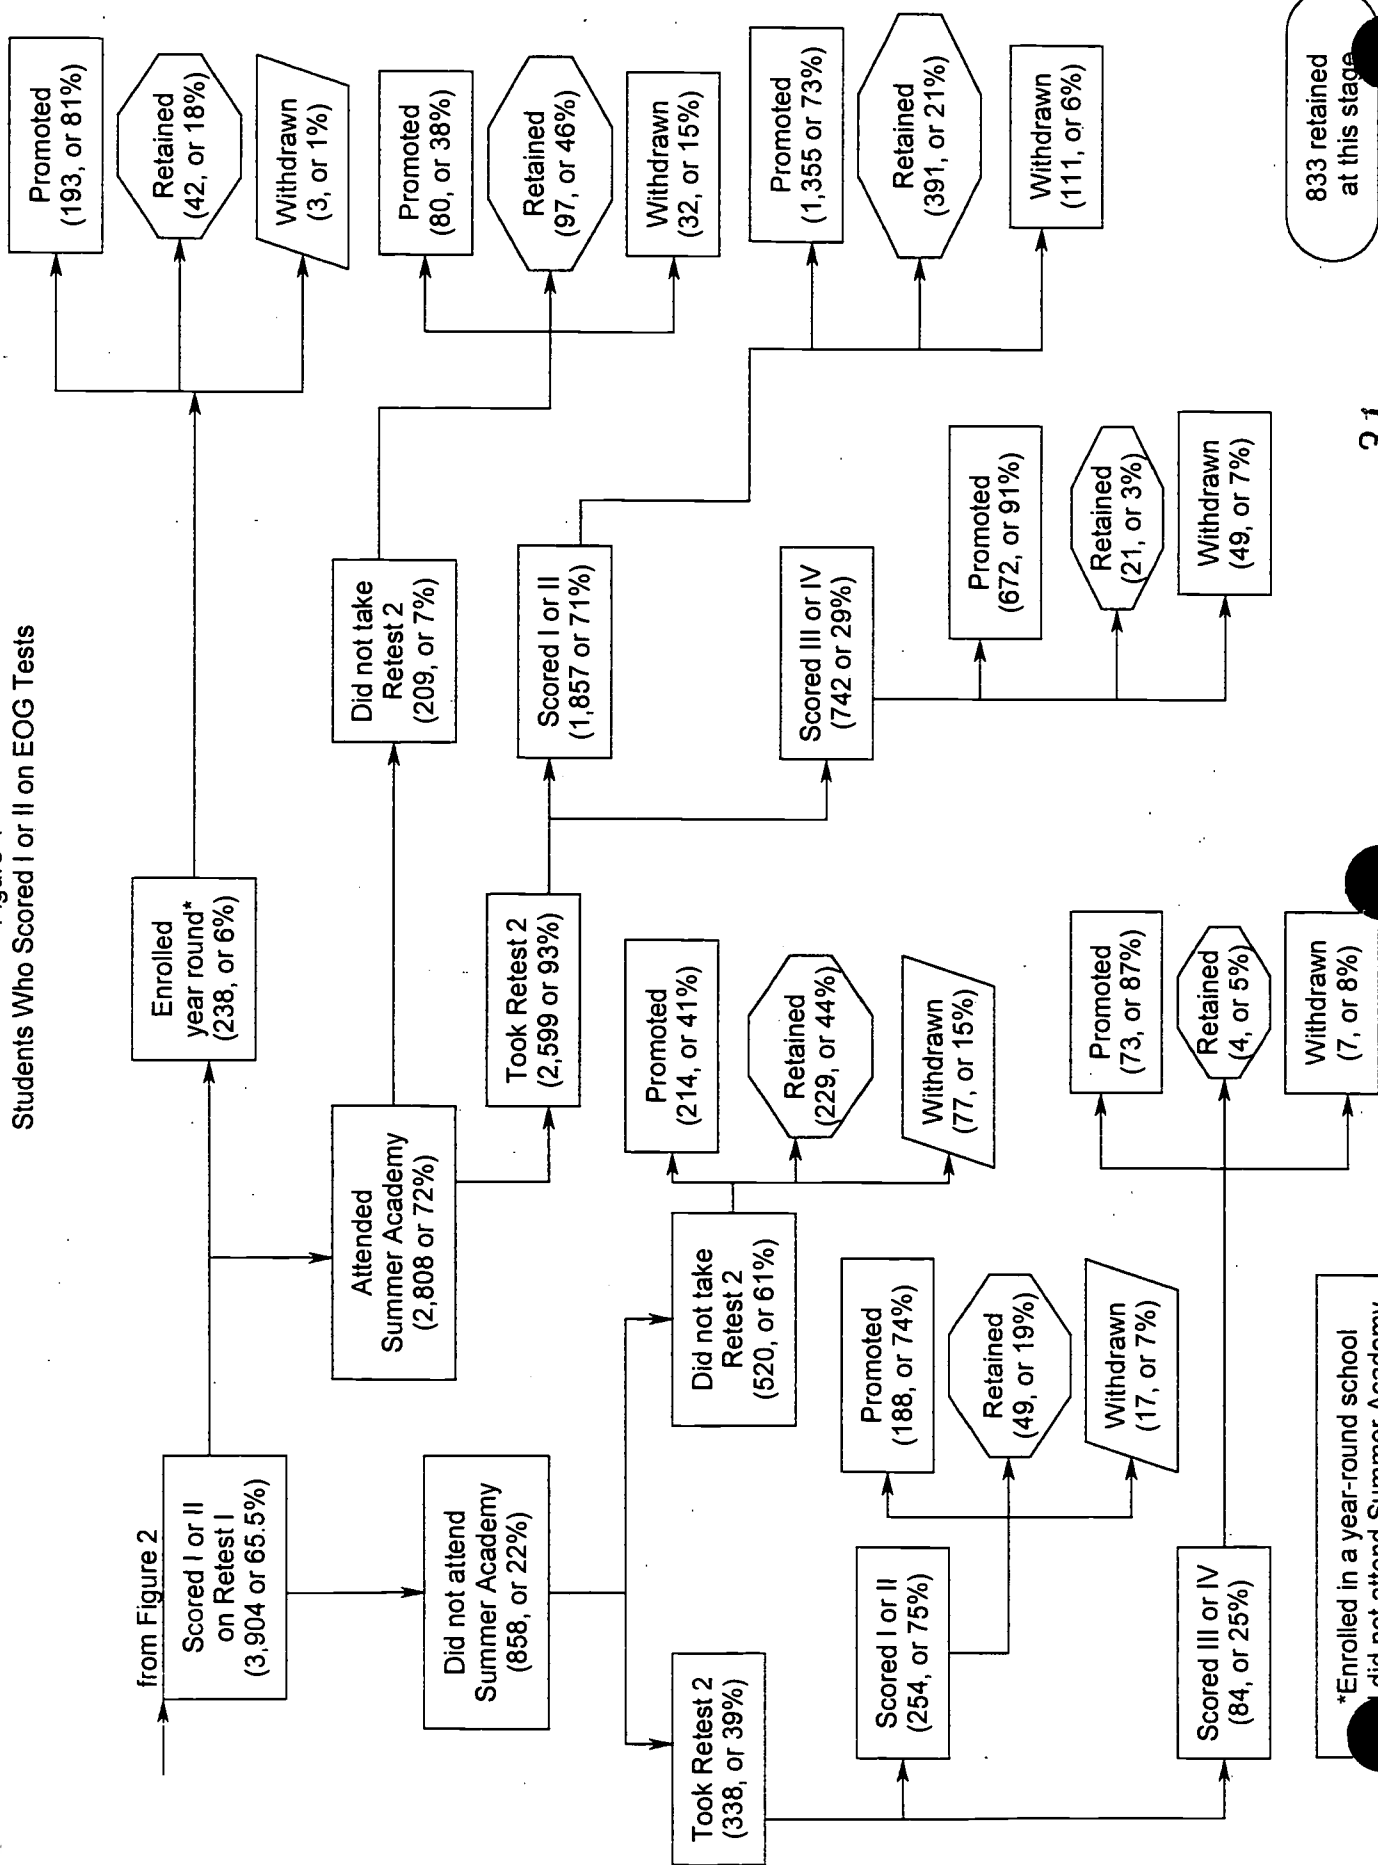 Students Who Scored I or II on EOG Tests
from Figure 2
Scored I or II
on Retest I
(3,904 or 65.5%)
Enrolled
year round*
(238, or 6%)
Promoted
(193, or 81%)
Retained
(42, or 18%)
Withdrawn
(3, or 1%)
Attended
Summer Academy
(2,808 or 72%)
Did not take
Retest 2
(209, or 7%)
Promoted
(80, or 38%)
Retained
(97, or 46%)
Withdrawn
(32, or 15%)
Did not attend
Summer Academy
(858, or 22%)
Took Retest 2
(2,599 or 93%)
Scored I or II
(1,857 or 71%)
Promoted
(1,355 or 73%)
Retained
(391, or 21%)
Withdrawn
(111, or 6%)
Scored III or IV
(742 or 29%)
Promoted
(672, or 91%)
Retained
(21, or 3%)
Withdrawn
(49, or 7%)
Did not take
Retest 2
(520, or 61%)
Promoted
(214, or 41%)
Retained
(229, or 44%)
Withdrawn
(77, or 15%)
Took Retest 2
(338, or 39%)
Scored I or II
(254, or 75%)
Promoted
(188, or 74%)
Retained
(49, or 19%)
Withdrawn
(17, or 7%)
Scored III or IV
(84, or 25%)
Promoted
(73, or 87%)
Retained
(4, or 5%)
Withdrawn
(7, or 8%)
*Enrolled in a year-round school
did not attend Summer Academy
833 retained
at this stage